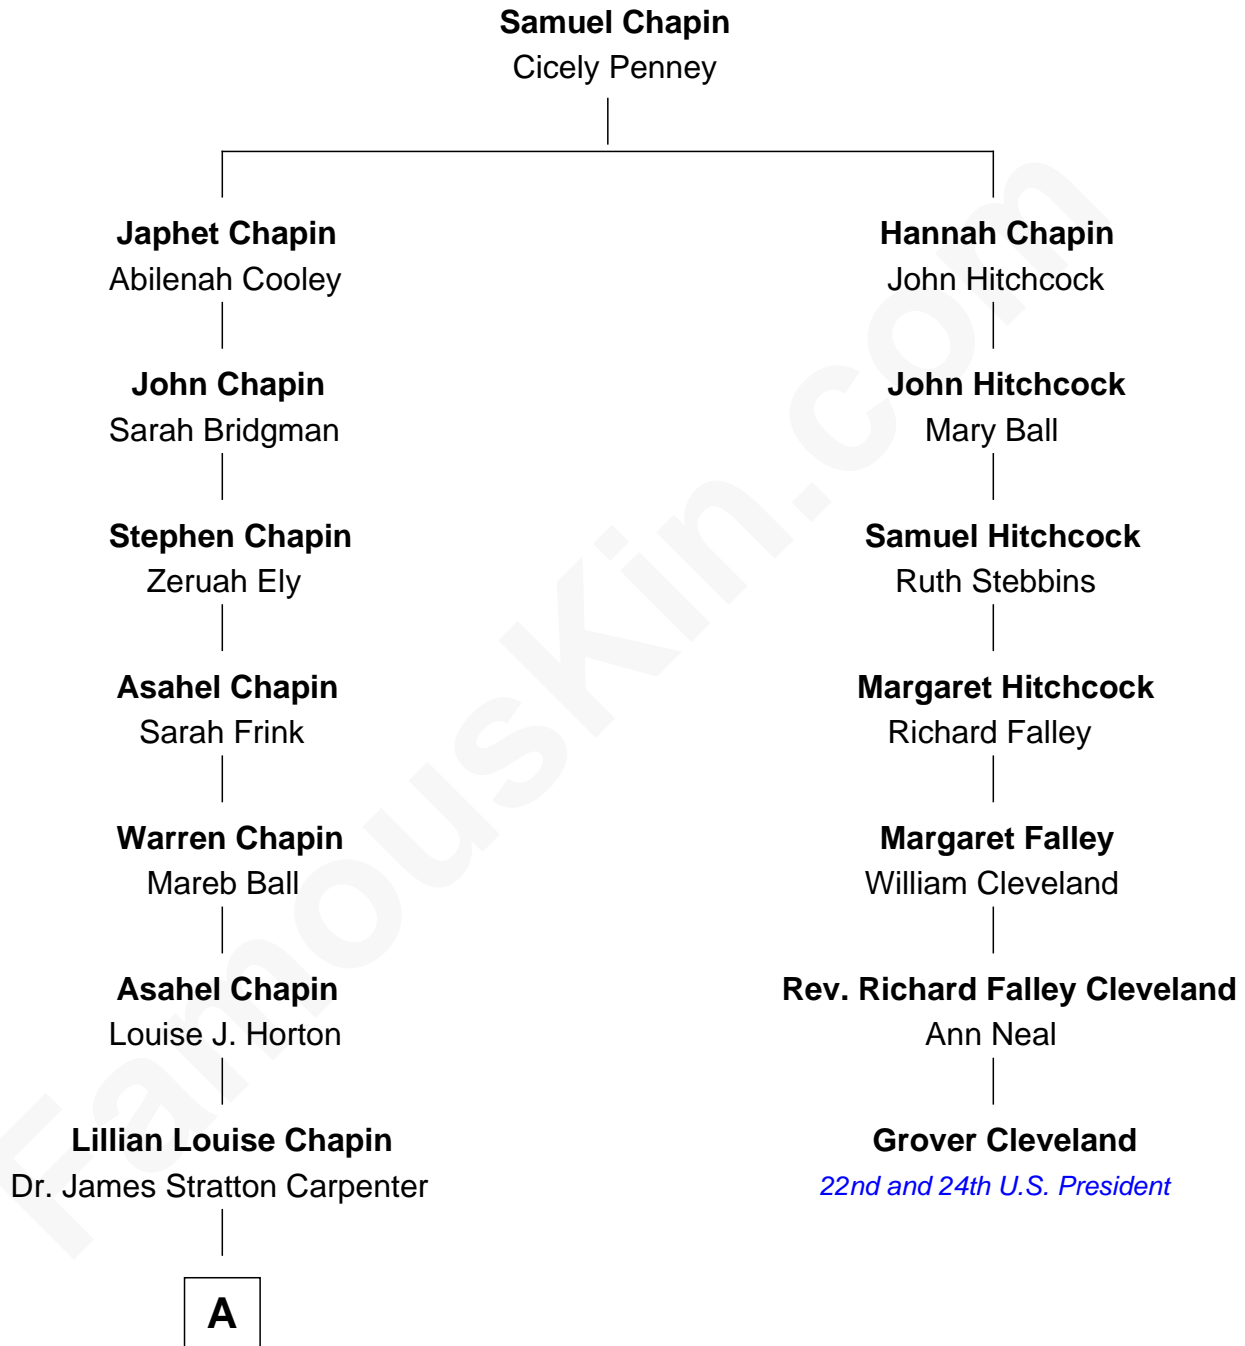 Samuel Chapin
Cicely Penney
Japhet Chapin
Abilenah Cooley
Hannah Chapin
John Hitchcock
John Chapin
Sarah Bridgman
John Hitchcock
Mary Ball
Stephen Chapin
Zeruah Ely
Samuel Hitchcock
Ruth Stebbins
Asahel Chapin
Sarah Frink
Margaret Hitchcock
Richard Falley
Warren Chapin
Mareb Ball
Margaret Falley
William Cleveland
Asahel Chapin
Louise J. Horton
Rev. Richard Falley Cleveland
Ann Neal
Lillian Louise Chapin
Dr. James Stratton Carpenter
Grover Cleveland
22nd and 24th U.S. President
A
FamousKin.com